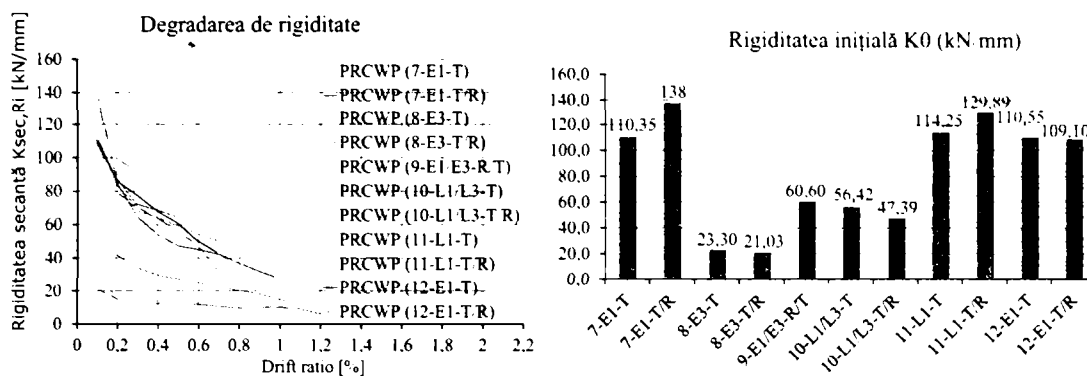 Degradarea de rigiditate
Rigiditatea secantă Ksec,Ri [kN/mm]
160
140
120
100
80
60
40
20
0
0
0,2
0,4
0,6
0,8
1
1,2
1,4
1,6
1,8
2
2,2
Drift ratio [%]
PRCWP (7-E1-T)
PRCWP (7-E1-T/R)
PRCWP (8-E3-T)
PRCWP (8-E3-T/R)
PRCWP (9-E1/E3-R/T)
PRCWP (10-L1/L3-T)
PRCWP (10-L1/L3-T/R)
PRCWP (11-L1-T)
PRCWP (11-L1-T/R)
PRCWP (12-E1-T)
PRCWP (12-E1-T/R)
Rigiditatea inițială K0 (kN mm)
160,0
140,0
120,0
100,0
80,0
60,0
40,0
20,0
0,0
110,35
138
23,30
21,03
60,60
56,42
47,39
114,25
129,89
110,55
109,10
7-E1-T
7-E1-T/R
8-E3-T
8-E3-T/R
9-E1/E3-R/T
10-L1/L3-T
10-L1/L3-T/R
11-L1-T
11-L1-T/R
12-E1-T
12-E1-T/R